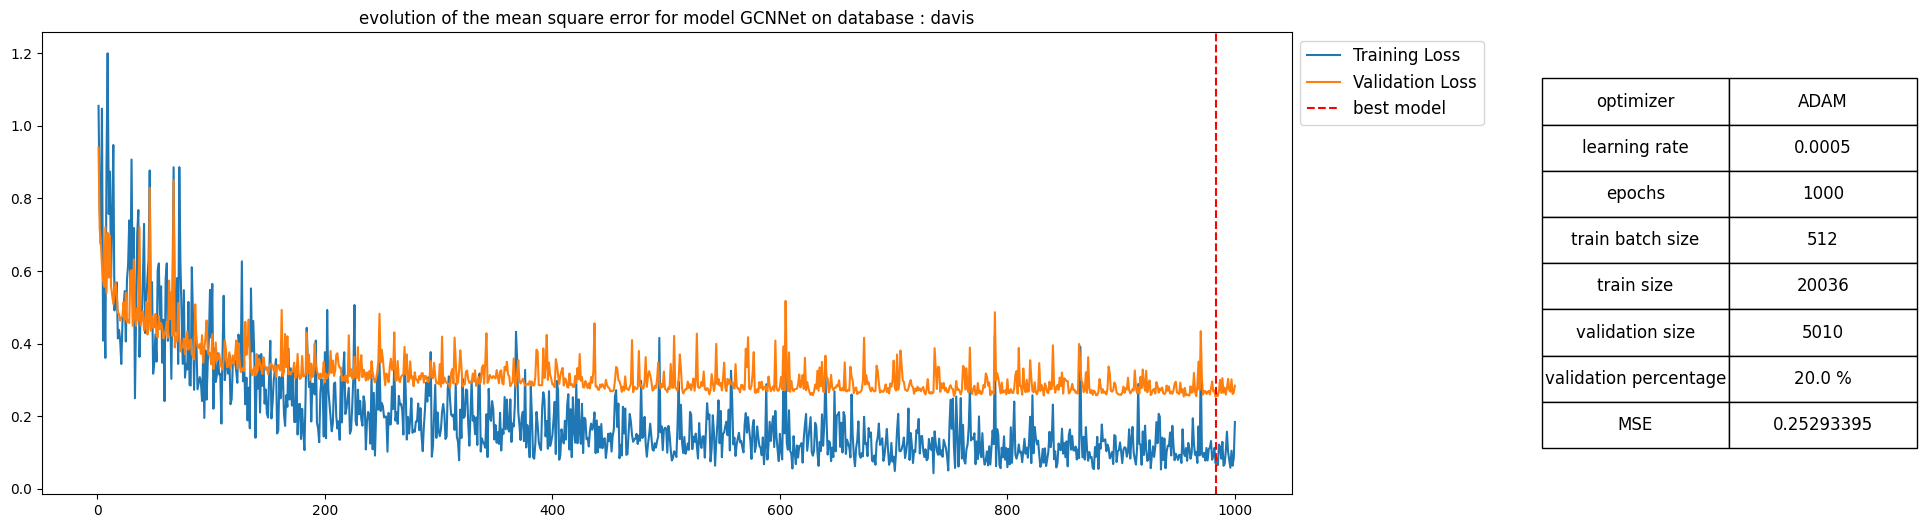 evolution of the mean square error for model GCNNet on database : davis
1.2
1.0
0.8
0.6
0.4
0.2
0.0
0 200 400 600 800 1000
Training Loss
Validation Loss
best model
optimizer ADAM
learning rate 0.0005
epochs 1000
train batch size 512
train size 20036
validation size 5010
validation percentage 20.0 %
MSE 0.25293395